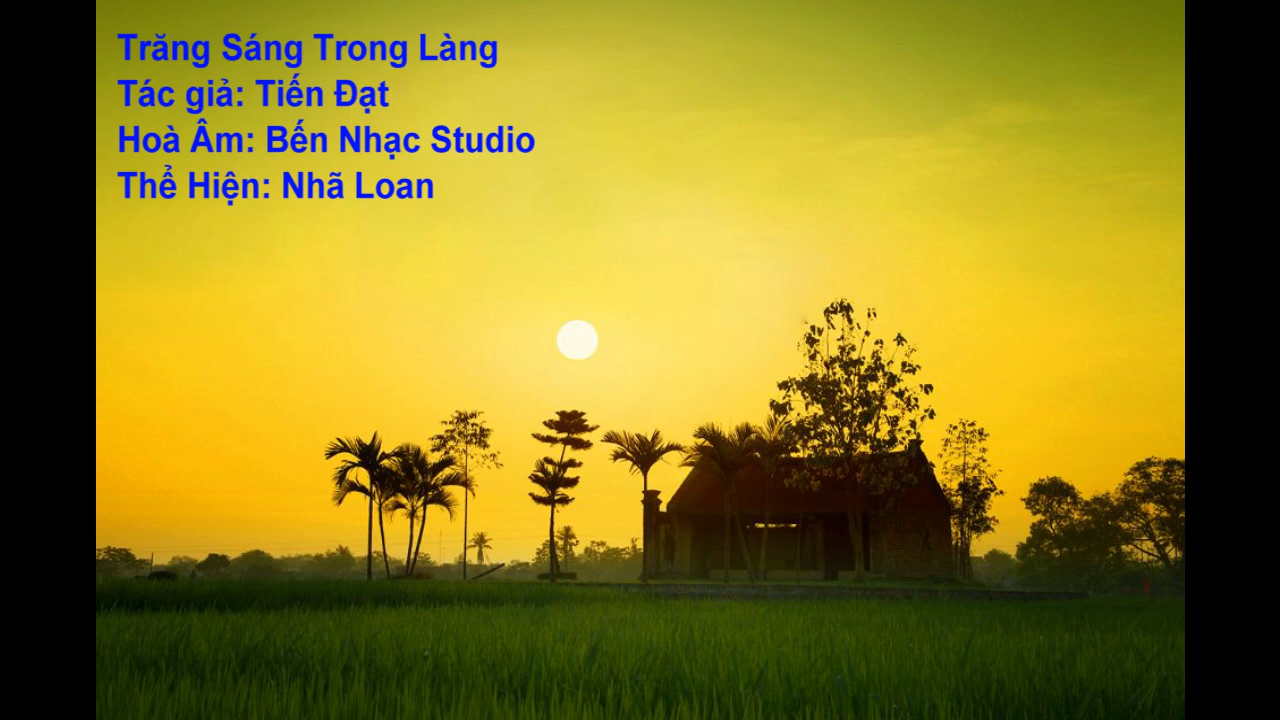 Trăng Sáng Trong Làng
Tác giả: Tiến Đạt
Hoà Âm: Bến Nhạc Studio
Thể Hiện: Nhã Loan